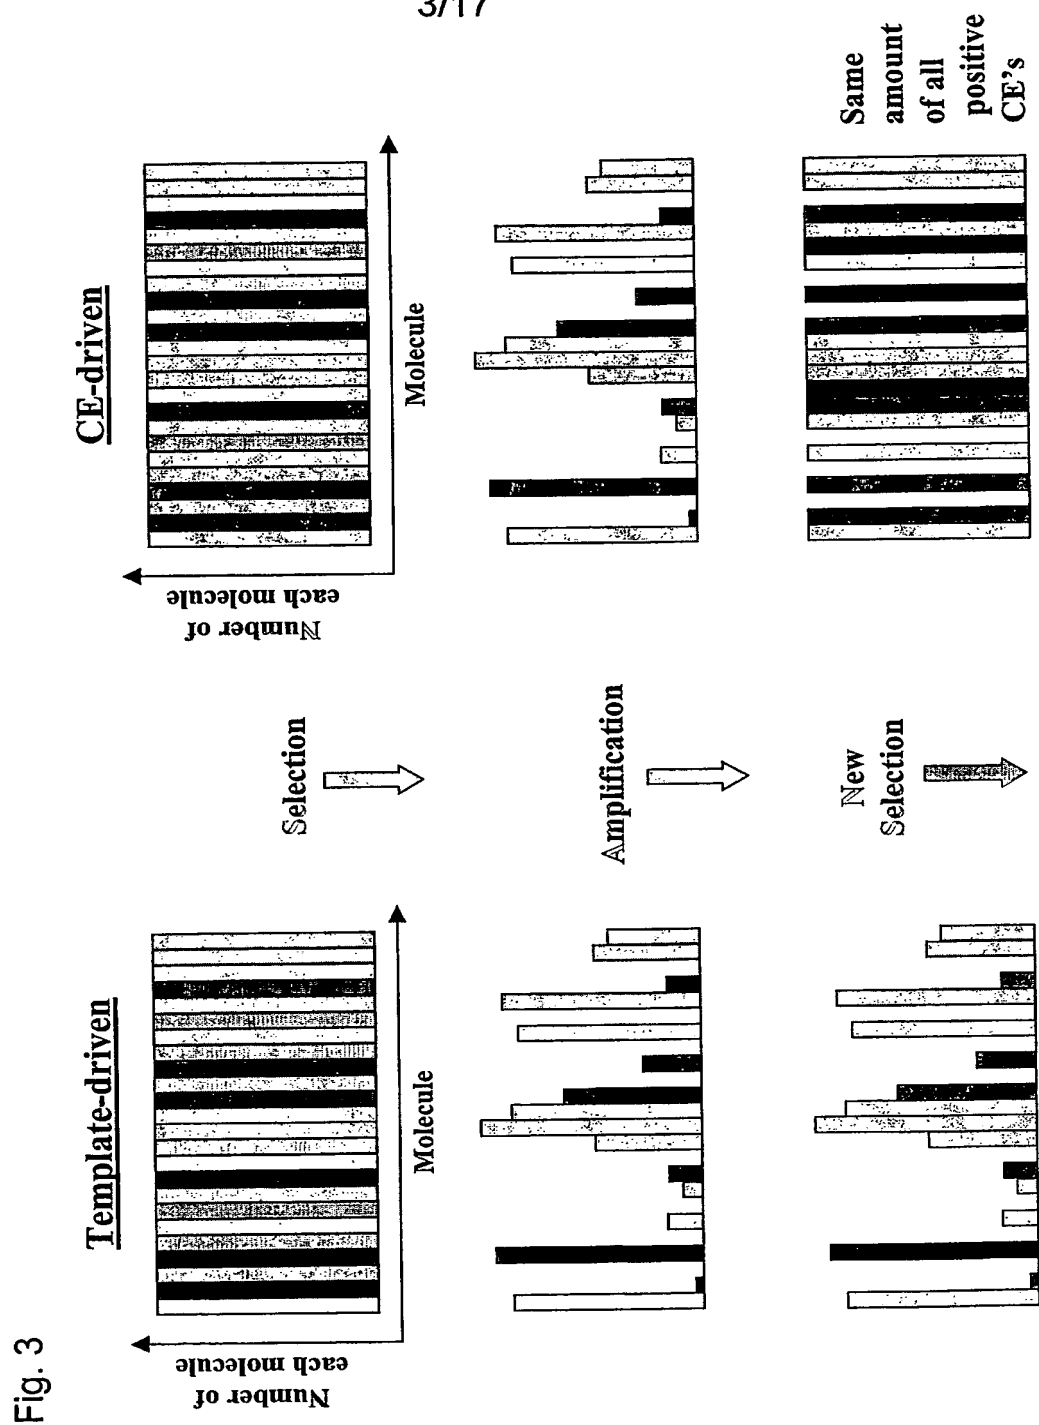 3/17
Fig. 3
Template-driven
CE-driven
Number of
each molecule
Molecule
Number of
each molecule
Molecule
Selection
Amplification
New
Selection
Same
amount
of all
positive
CE's